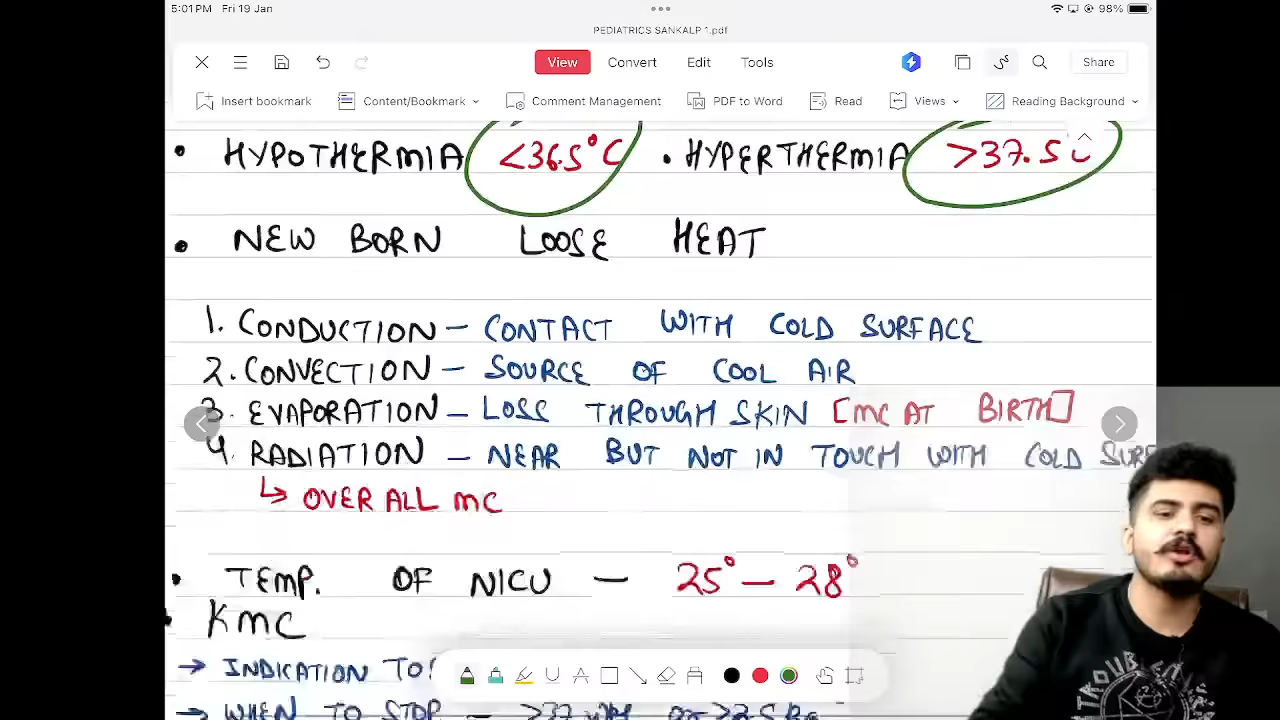 5:01 PM Fri 19 Jan
98%
PEDIATRICS SANKALP 1.pdf
View Convert Edit Tools Share
Insert bookmark Content/Bookmark Comment Management PDF to Word Read Views Reading Background
• HYPOTHERMIA <36.5°C • HYPERTHERMIA >37.5
• NEW BORN LOOSE HEAT
1. CONDUCTION – CONTACT WITH COLD SURFACE
2. CONVECTION – SOURCE OF COOL AIR
3. EVAPORATION – LOSS THROUGH SKIN [MC AT BIRTH]
4. RADIATION – NEAR BUT NOT IN TOUCH WITH COLD
↳ OVER ALL MC
• TEMP. OF NICU – 25° – 28°
• KMC
→ INDICATION
→ WHEN TO STOP –